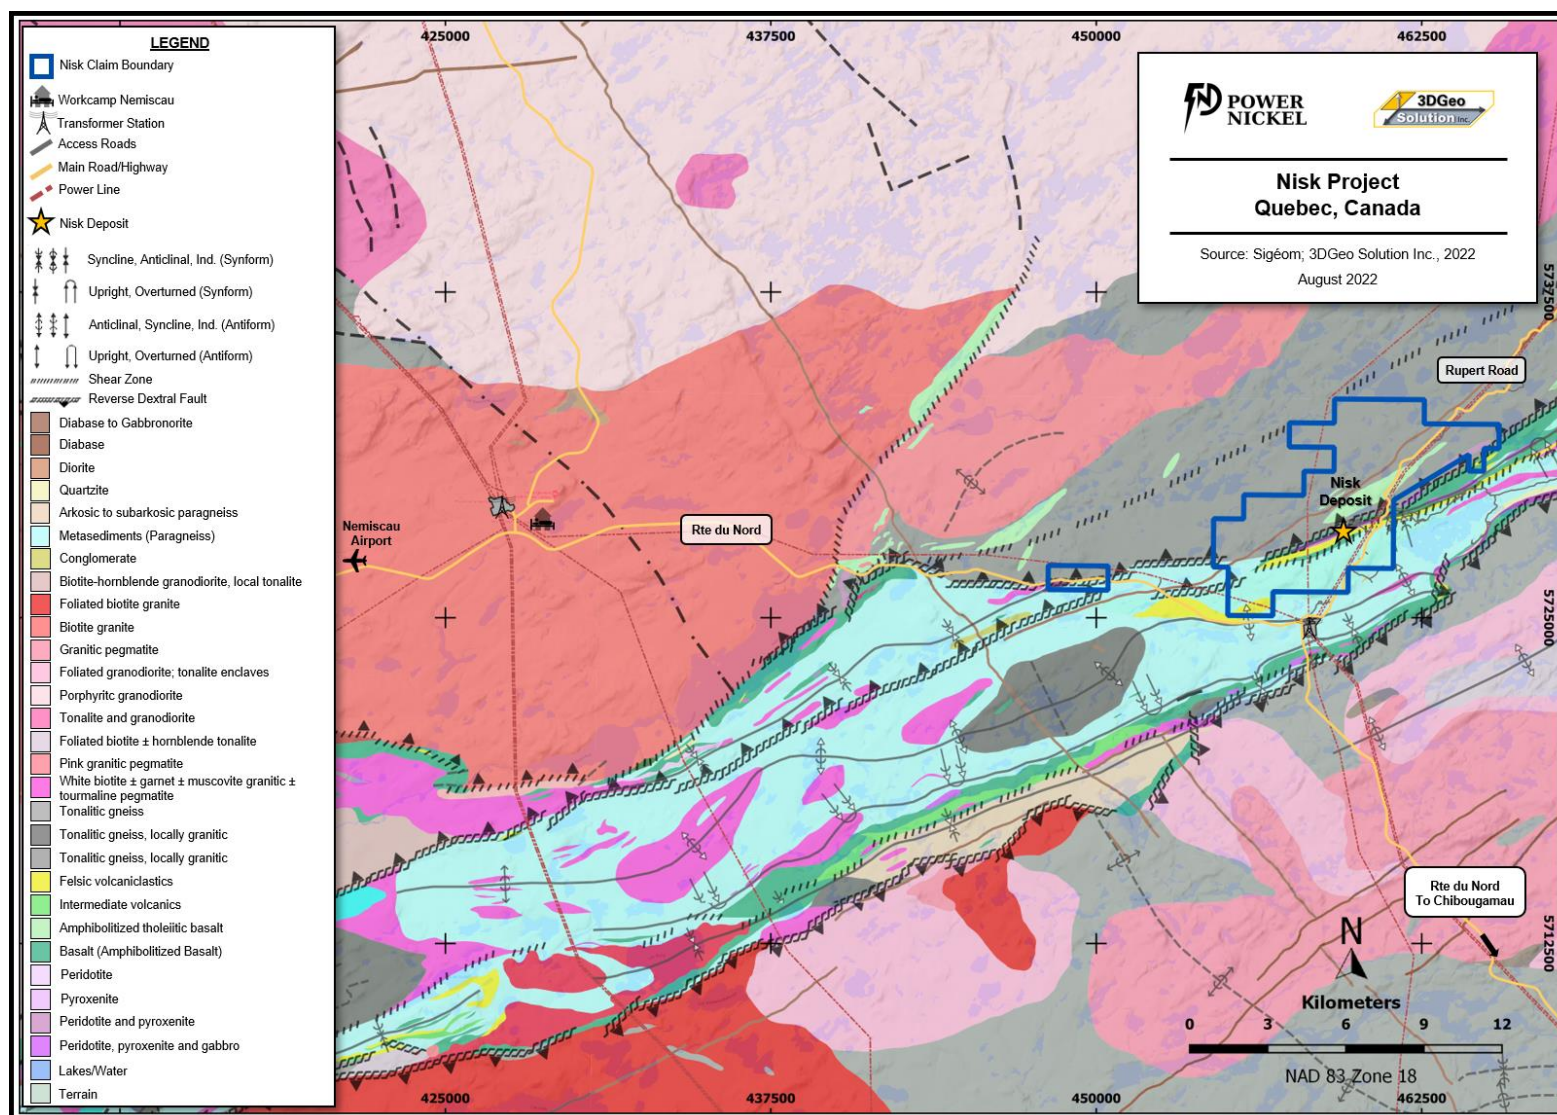 425000
437500
450000
462500
LEGEND
Nisk Claim Boundary
Workcamp Nemiscau
Transformer Station
Access Roads
Main Road/Highway
Power Line
Nisk Deposit
Syncline, Anticlinal, Ind. (Synform)
Upright, Overturned (Synform)
Anticlinal, Syncline, Ind. (Antiform)
Upright, Overturned (Antiform)
Shear Zone
Reverse Dextral Fault
Diabase to Gabbronorite
Diabase
Diorite
Quartzite
Arkosic to subarkosic paragneiss
Metasediments (Paragneiss)
Conglomerate
Biotite-hornblende granodiorite, local tonalite
Foliated biotite granite
Biotite granite
Granitic pegmatite
Foliated granodiorite; tonalite enclaves
Porphyritc granodiorite
Tonalite and granodiorite
Foliated biotite ± hornblende tonalite
Pink granitic pegmatite
White biotite ± garnet ± muscovite granitic ±
tourmaline pegmatite
Tonalitic gneiss
Tonalitic gneiss, locally granitic
Tonalitic gneiss, locally granitic
Felsic volcaniclastics
Intermediate volcanics
Amphibolitized tholeiitic basalt
Basalt (Amphibolitized Basalt)
Peridotite
Pyroxenite
Peridotite and pyroxenite
Peridotite, pyroxenite and gabbro
Lakes/Water
Terrain
POWER
NICKEL
3DGeo
Solution Inc.
Nisk Project
Quebec, Canada
Source: Sigéom; 3DGeo Solution Inc., 2022
August 2022
5737500
Rupert Road
Nisk
Deposit
Nemiscau
Airport
Rte du Nord
5725000
Rte du Nord
To Chibougamau
5712500
N
Kilometers
0 3 6 9 12
NAD 83 Zone 18
425000
437500
450000
462500